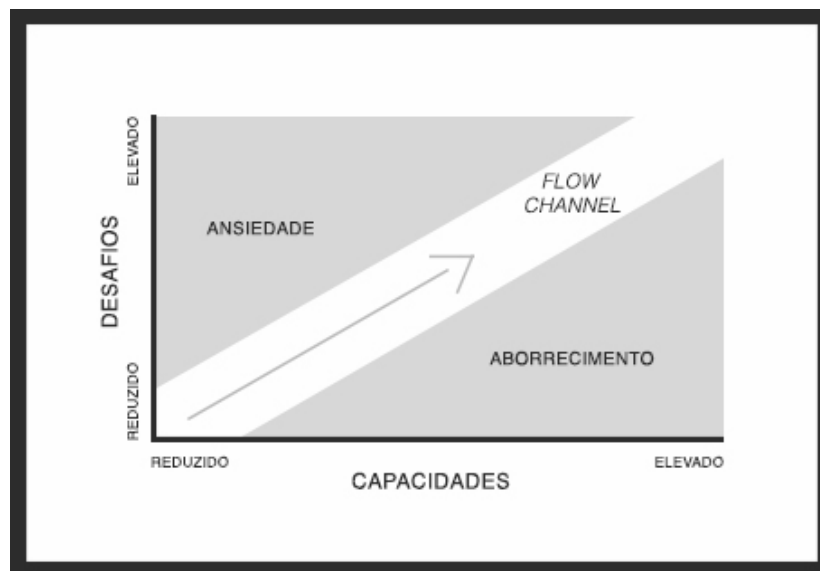 ELEVADO
FLOW
CHANNEL
ANSIEDADE
DESAFIOS
ABORRECIMENTO
REDUZIDO
REDUZIDO
ELEVADO
CAPACIDADES